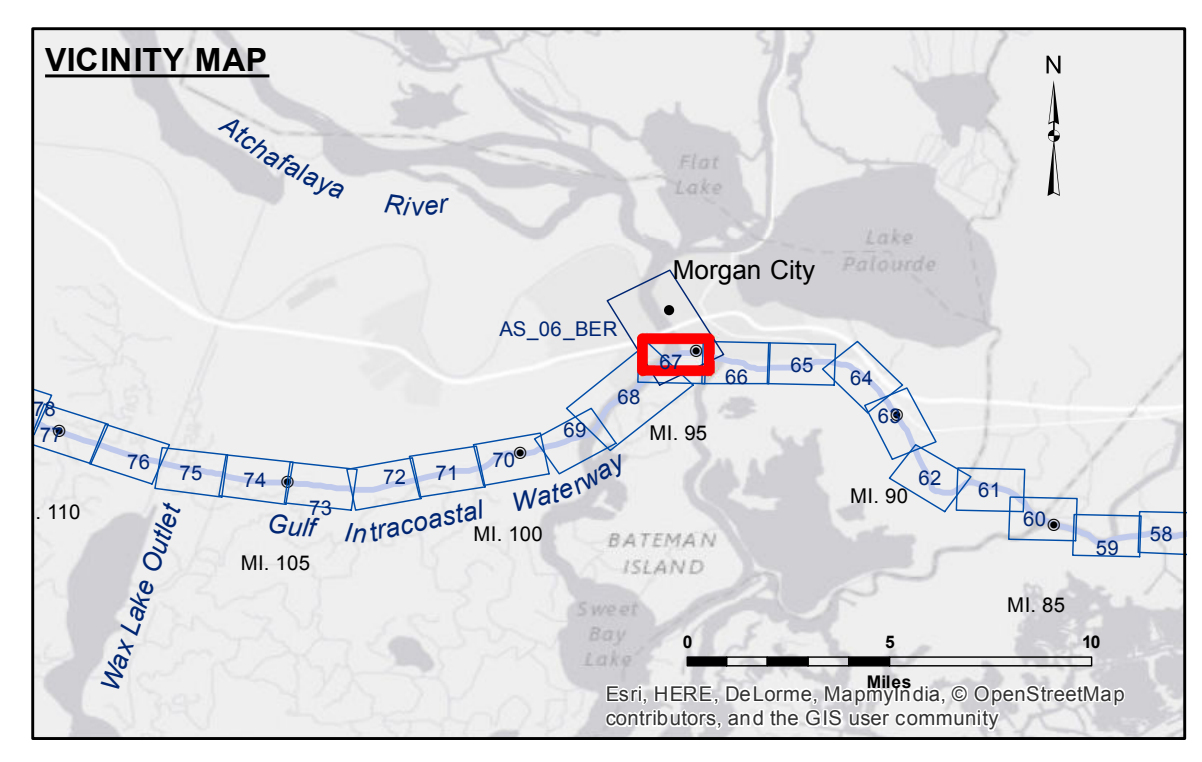 VICINITY MAP
N
Atchafalaya
River
Flat
Lake
Lake
Palourde
Morgan City
AS_06_BER
67
66
65
64
63
62
61
60
59
58
68
69
70
71
72
73
74
75
76
77
78
MI. 95
MI. 90
MI. 85
MI. 100
MI. 105
. 110
Gulf Intracoastal Waterway
Wax Lake Outlet
BATEMAN
ISLAND
Sweet
Bay
Lake
0 5 10
Miles
Esri, HERE, DeLorme, MapmyIndia, © OpenStreetMap
contributors, and the GIS user community